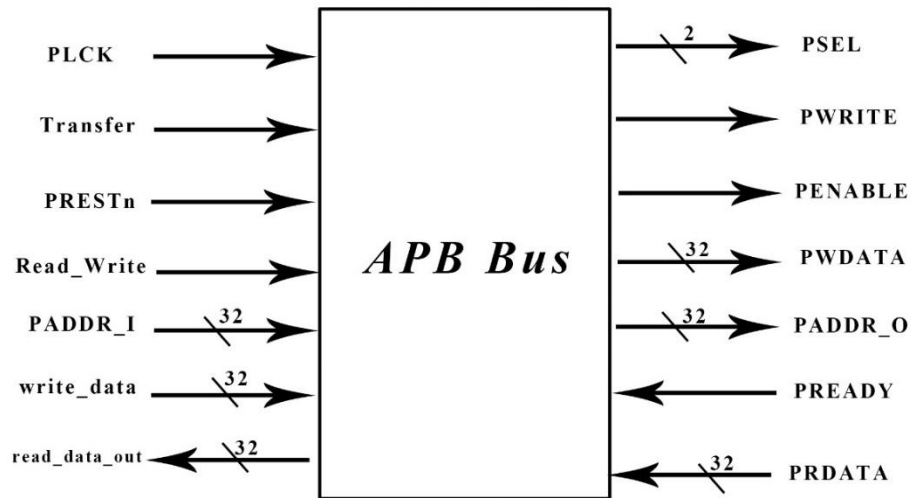 PLCK
Transfer
PRESTn
Read_Write
PADDR_I
32
write_data
32
read_data_out
32
APB Bus
2
PSEL
PWRITE
PENABLE
32
PWDATA
32
PADDR_O
PREADY
32
PRDATA